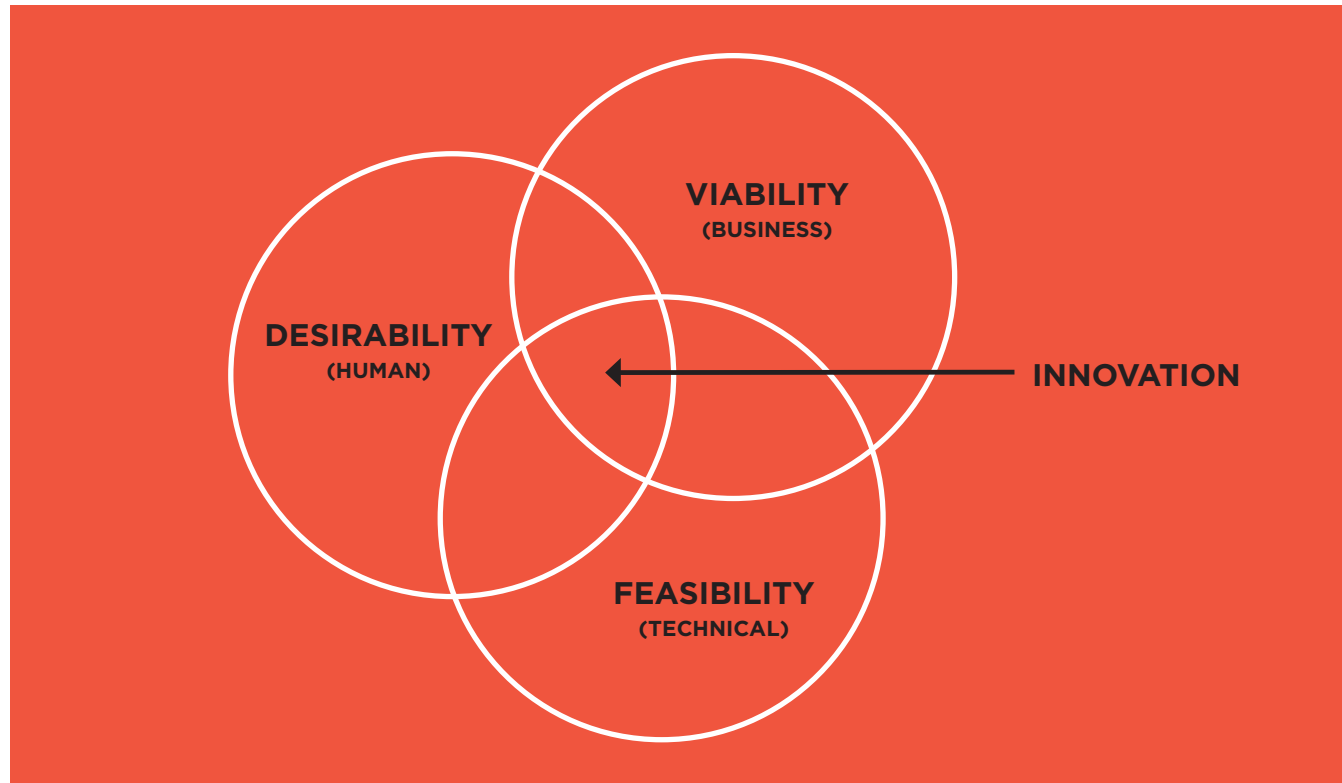 VIABILITY
(BUSINESS)
DESIRABILITY
(HUMAN)
INNOVATION
FEASIBILITY
(TECHNICAL)